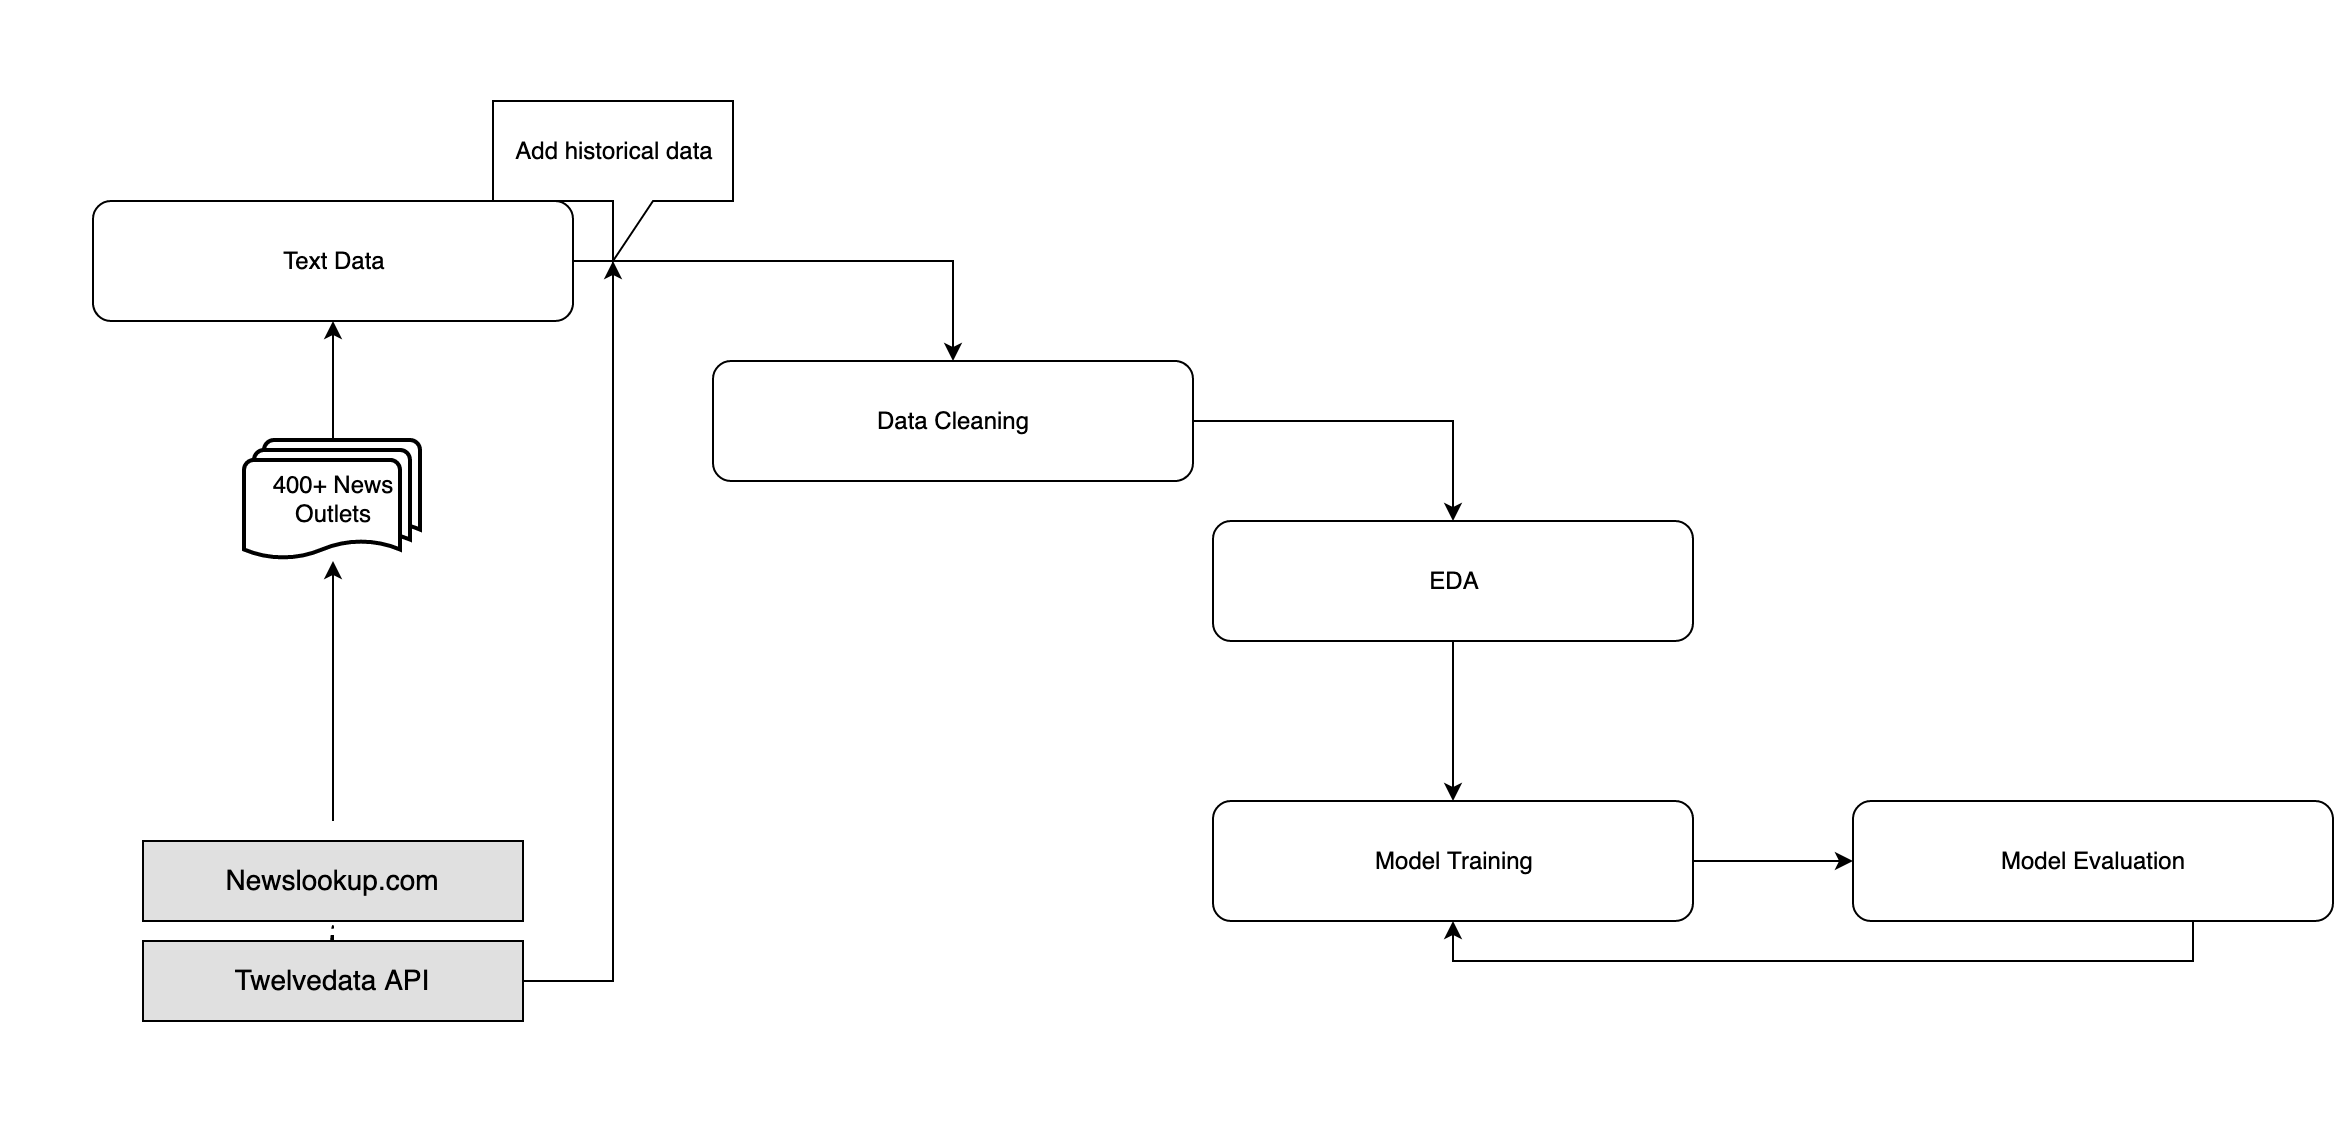 Add historical data
Text Data
Data Cleaning
400+ News
Outlets
EDA
Model Training
Model Evaluation
Newslookup.com
Twelvedata API